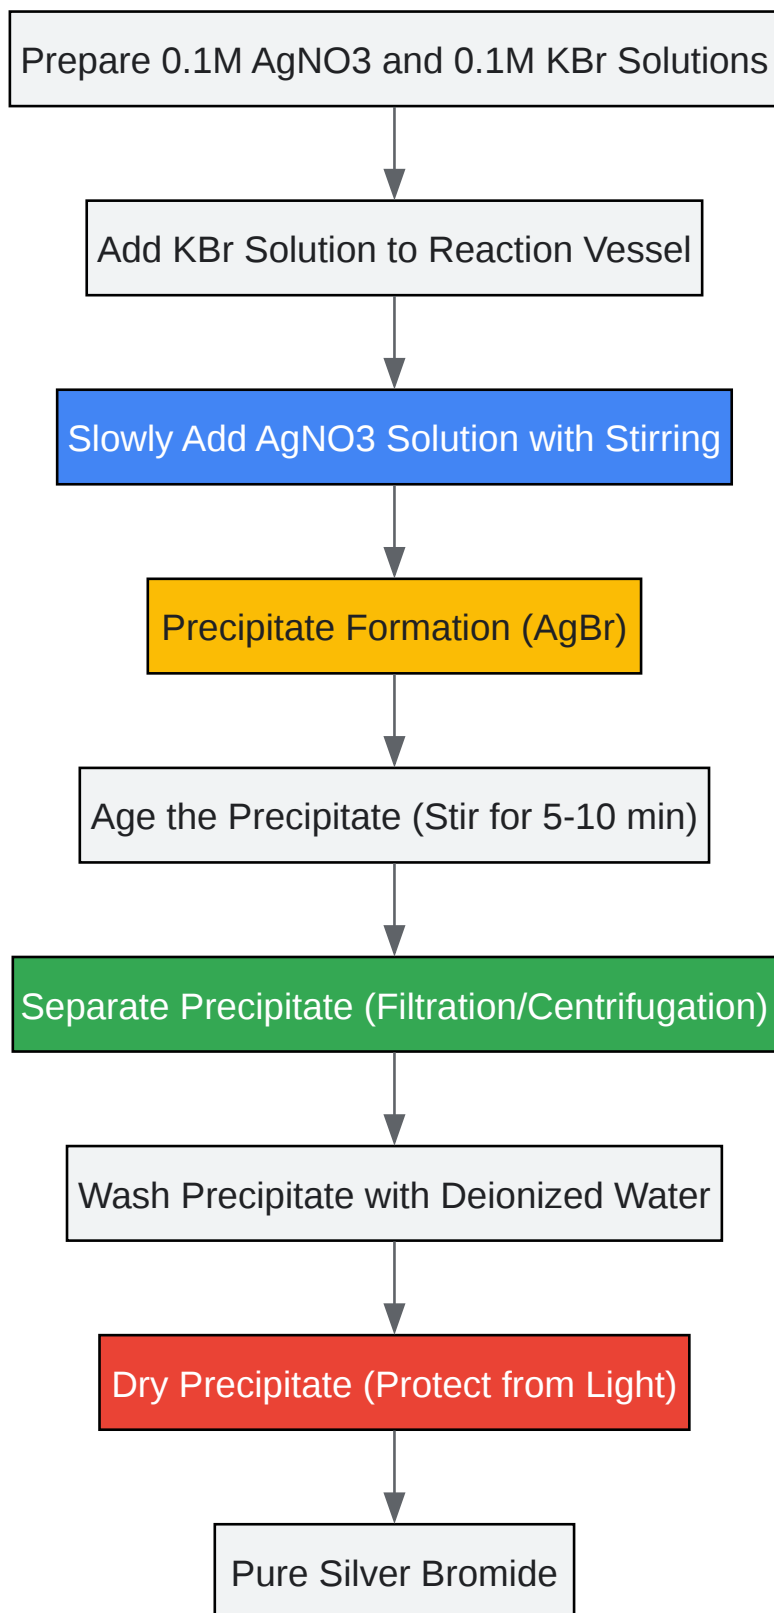 Prepare 0.1M AgNO3 and 0.1M KBr Solutions
Add KBr Solution to Reaction Vessel
Slowly Add AgNO3 Solution with Stirring
Precipitate Formation (AgBr)
Age the Precipitate (Stir for 5-10 min)
Separate Precipitate (Filtration/Centrifugation)
Wash Precipitate with Deionized Water
Dry Precipitate (Protect from Light)
Pure Silver Bromide